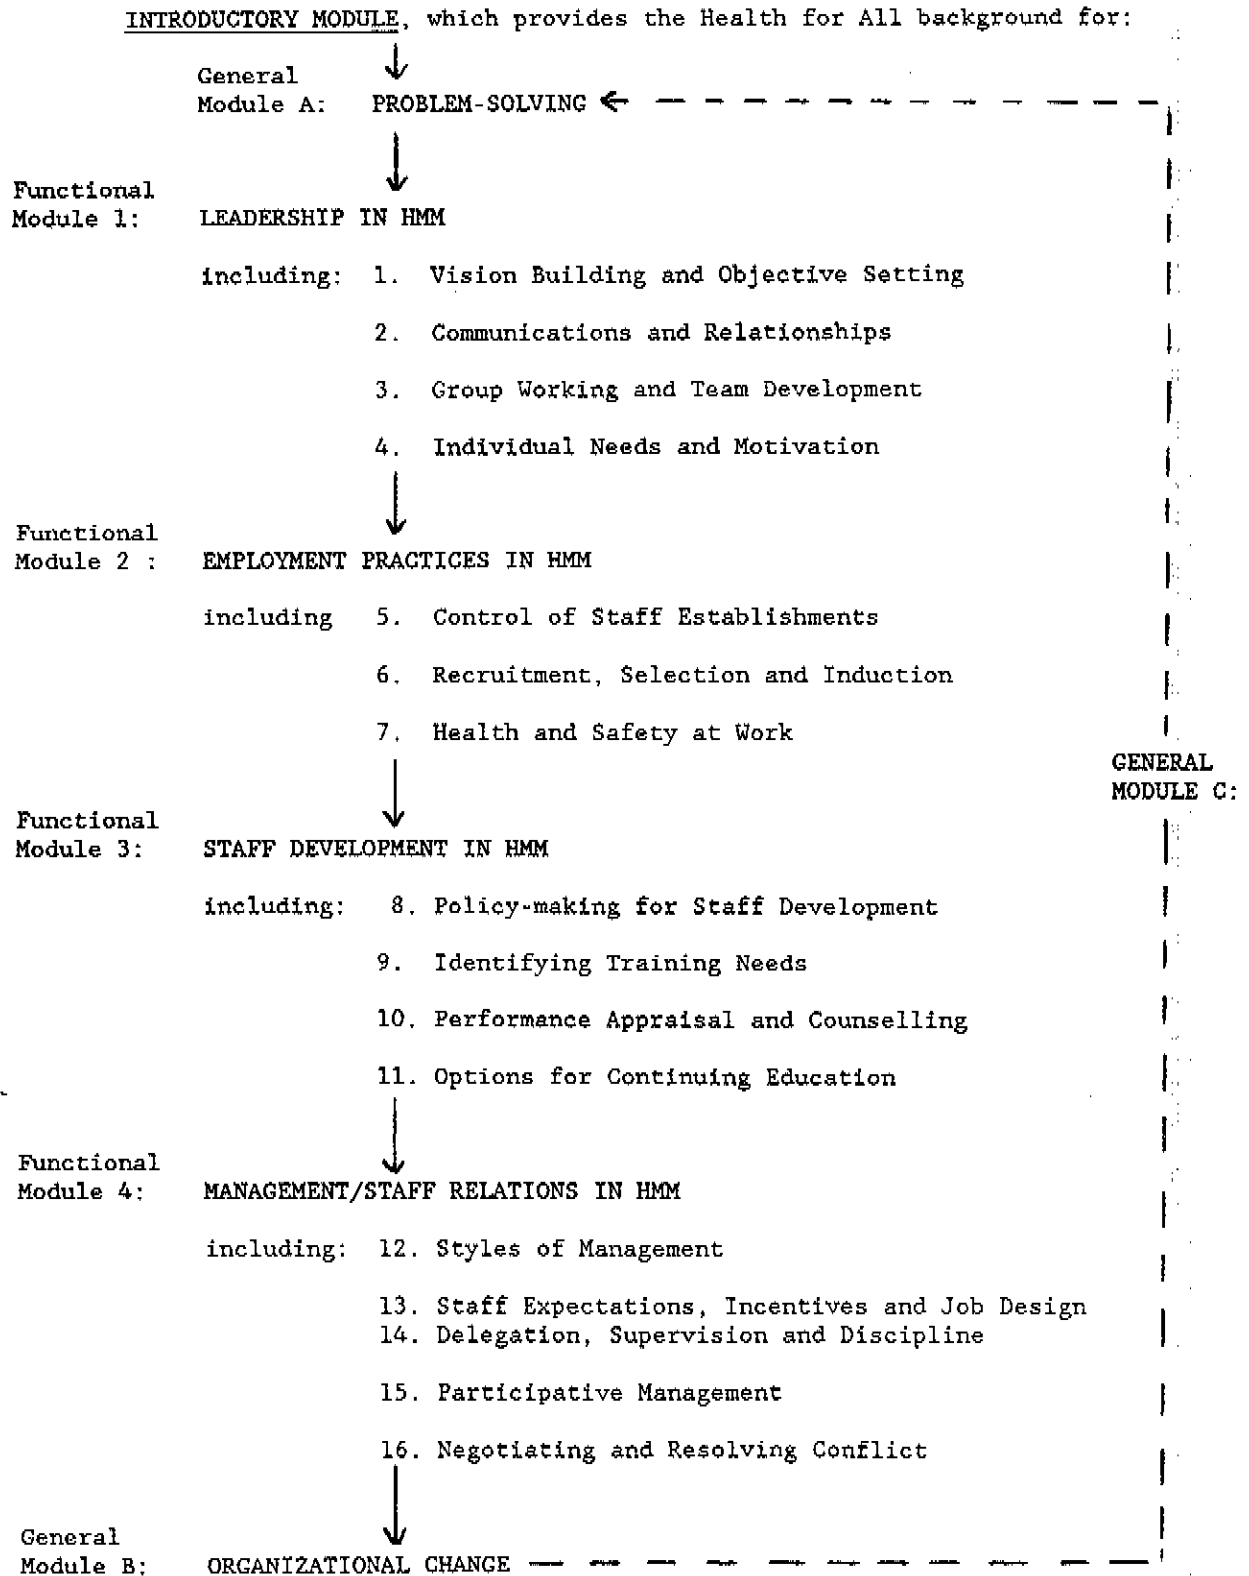 INTRODUCTORY MODULE, which provides the Health for All background for:
General
Module A: PROBLEM-SOLVING
Functional
Module 1: LEADERSHIP IN HMM
including: 1. Vision Building and Objective Setting
2. Communications and Relationships
3. Group Working and Team Development
4. Individual Needs and Motivation
Functional
Module 2 : EMPLOYMENT PRACTICES IN HMM
including 5. Control of Staff Establishments
6. Recruitment, Selection and Induction
7. Health and Safety at Work
GENERAL
MODULE C:
Functional
Module 3: STAFF DEVELOPMENT IN HMM
including: 8. Policy-making for Staff Development
9. Identifying Training Needs
10. Performance Appraisal and Counselling
11. Options for Continuing Education
Functional
Module 4: MANAGEMENT/STAFF RELATIONS IN HMM
including: 12. Styles of Management
13. Staff Expectations, Incentives and Job Design
14. Delegation, Supervision and Discipline
15. Participative Management
16. Negotiating and Resolving Conflict
General
Module B: ORGANIZATIONAL CHANGE